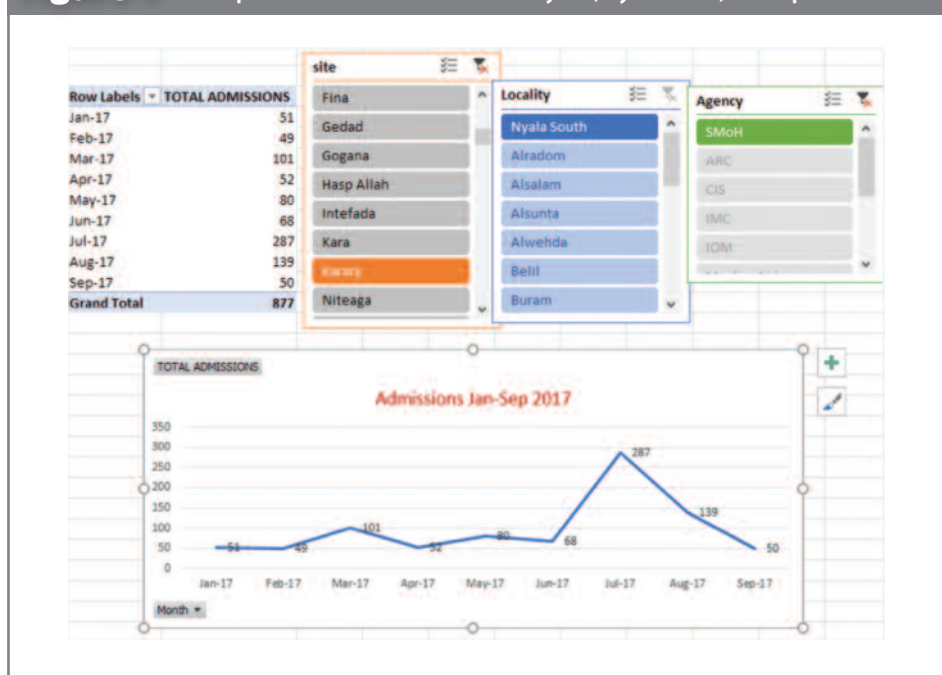 Row Labels TOTAL ADMISSIONS
Jan-17 51
Feb-17 49
Mar-17 101
Apr-17 52
May-17 80
Jun-17 68
Jul-17 287
Aug-17 139
Sep-17 50
Grand Total 877
site
Fina
Gedad
Gogana
Hasp Allah
Intefada
Kara
Karary
Niteaga
Locality
Nyala South
Alradom
Alsalam
Alsunta
Alwehda
Belil
Buram
Agency
SMoH
ARC
CIS
IMC
IOM
TOTAL ADMISSIONS
Admissions Jan-Sep 2017
350
300
250
200
150
100
50
0
51
49
101
52
80
68
287
139
50
Jan-17 Feb-17 Mar-17 Apr-17 May-17 Jun-17 Jul-17 Aug-17 Sep-17
Month